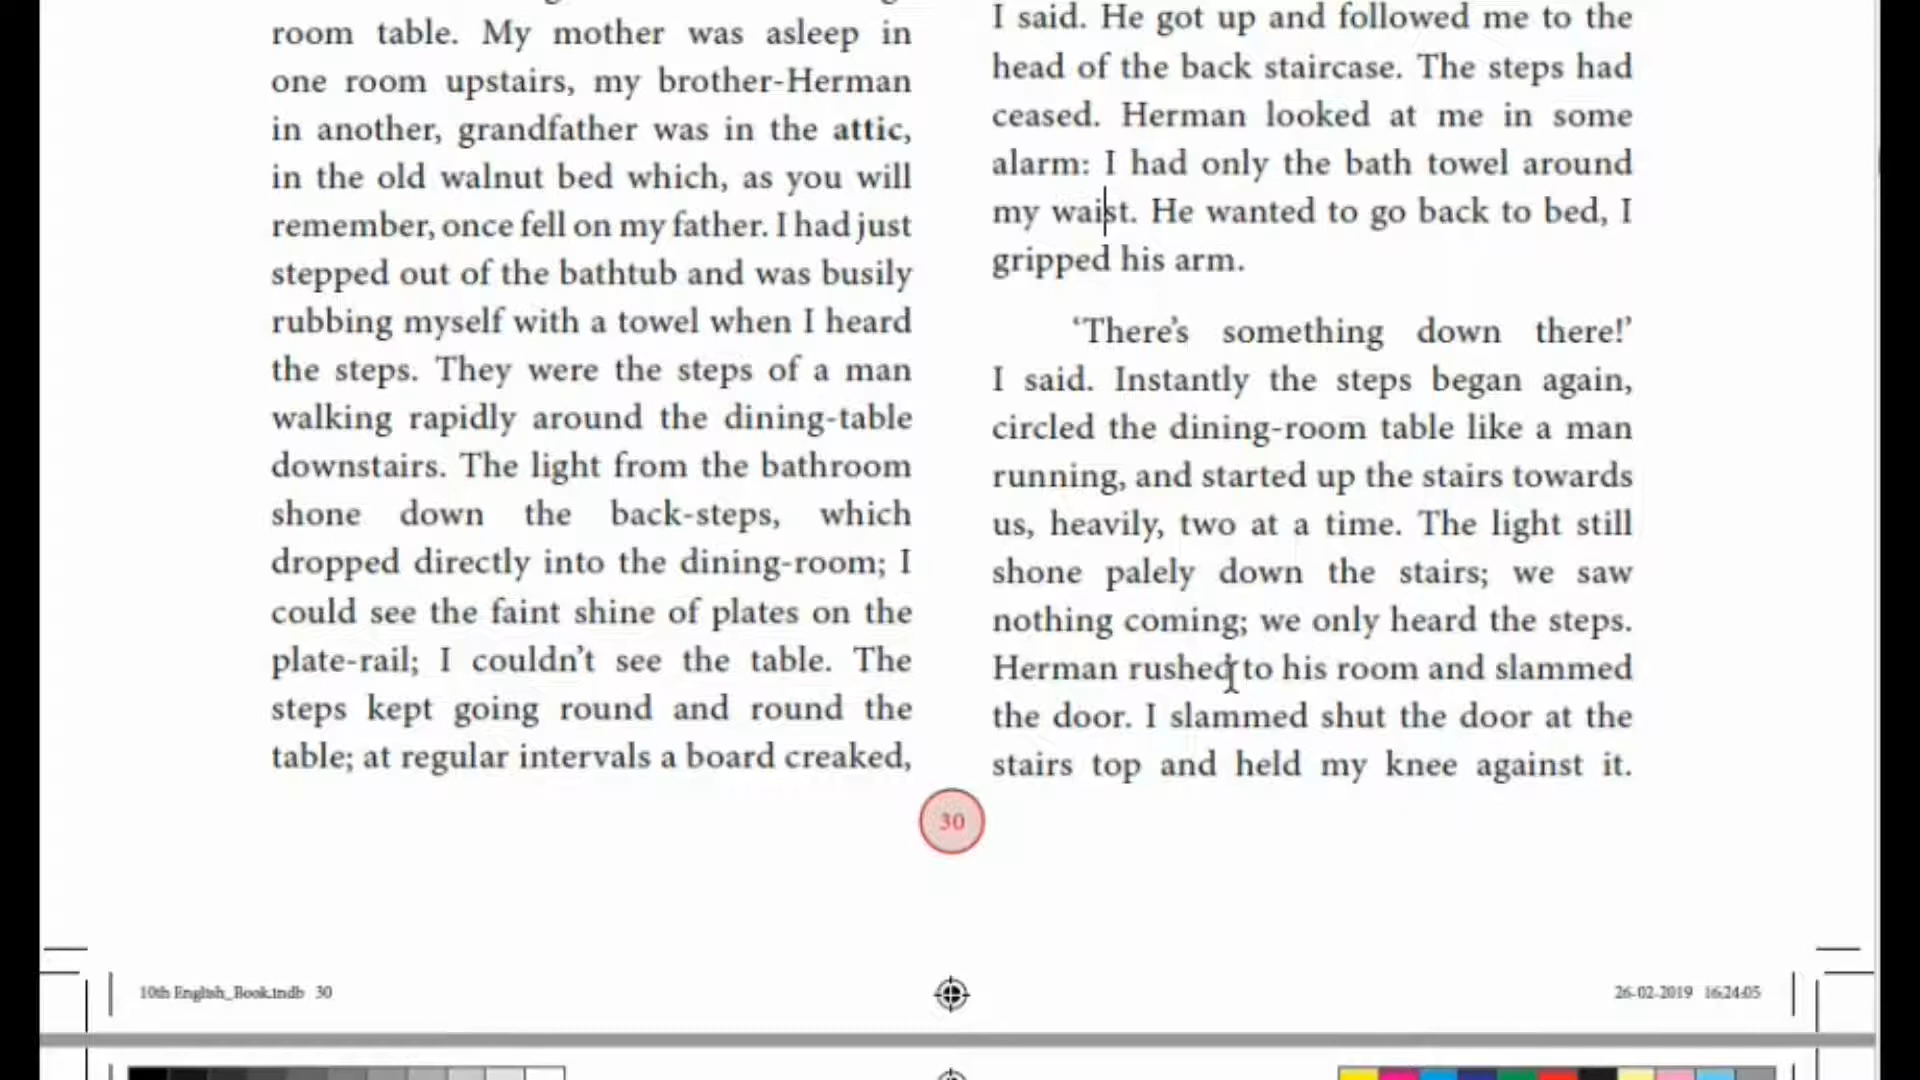 room table. My mother was asleep in
one room upstairs, my brother-Herman
in another, grandfather was in the attic,
in the old walnut bed which, as you will
remember, once fell on my father. I had just
stepped out of the bathtub and was busily
rubbing myself with a towel when I heard
the steps. They were the steps of a man
walking rapidly around the dining-table
downstairs. The light from the bathroom
shone down the back-steps, which
dropped directly into the dining-room; I
could see the faint shine of plates on the
plate-rail; I couldn’t see the table. The
steps kept going round and round the
table; at regular intervals a board creaked,
I said. He got up and followed me to the
head of the back staircase. The steps had
ceased. Herman looked at me in some
alarm: I had only the bath towel around
my waist. He wanted to go back to bed, I
gripped his arm.
‘There’s something down there!’
I said. Instantly the steps began again,
circled the dining-room table like a man
running, and started up the stairs towards
us, heavily, two at a time. The light still
shone palely down the stairs; we saw
nothing coming; we only heard the steps.
Herman rushed to his room and slammed
the door. I slammed shut the door at the
stairs top and held my knee against it.
30
10th English_Book.indb 30
26-02-2019 16:24:05